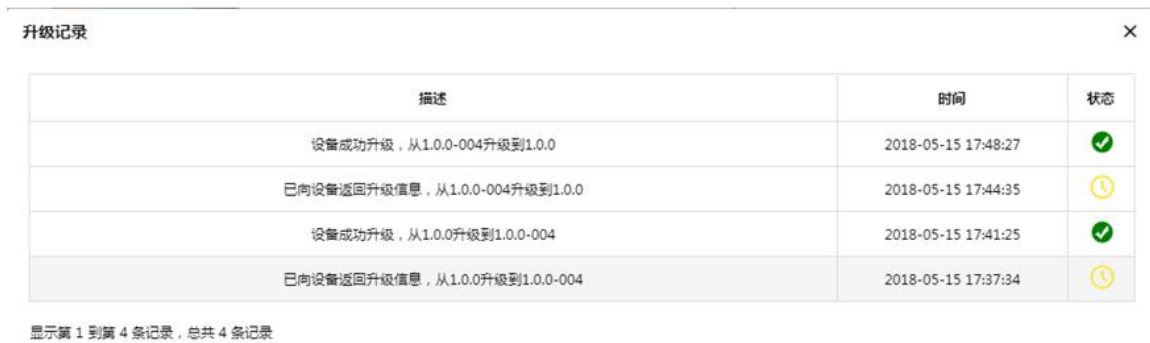 升级记录 ×
描述 时间 状态
设备成功升级，从1.0.0-004升级到1.0.0 2018-05-15 17:48:27
已向设备返回升级信息，从1.0.0-004升级到1.0.0 2018-05-15 17:44:35
设备成功升级，从1.0.0升级到1.0.0-004 2018-05-15 17:41:25
已向设备返回升级信息，从1.0.0升级到1.0.0-004 2018-05-15 17:37:34
显示第 1 到第 4 条记录，总共 4 条记录